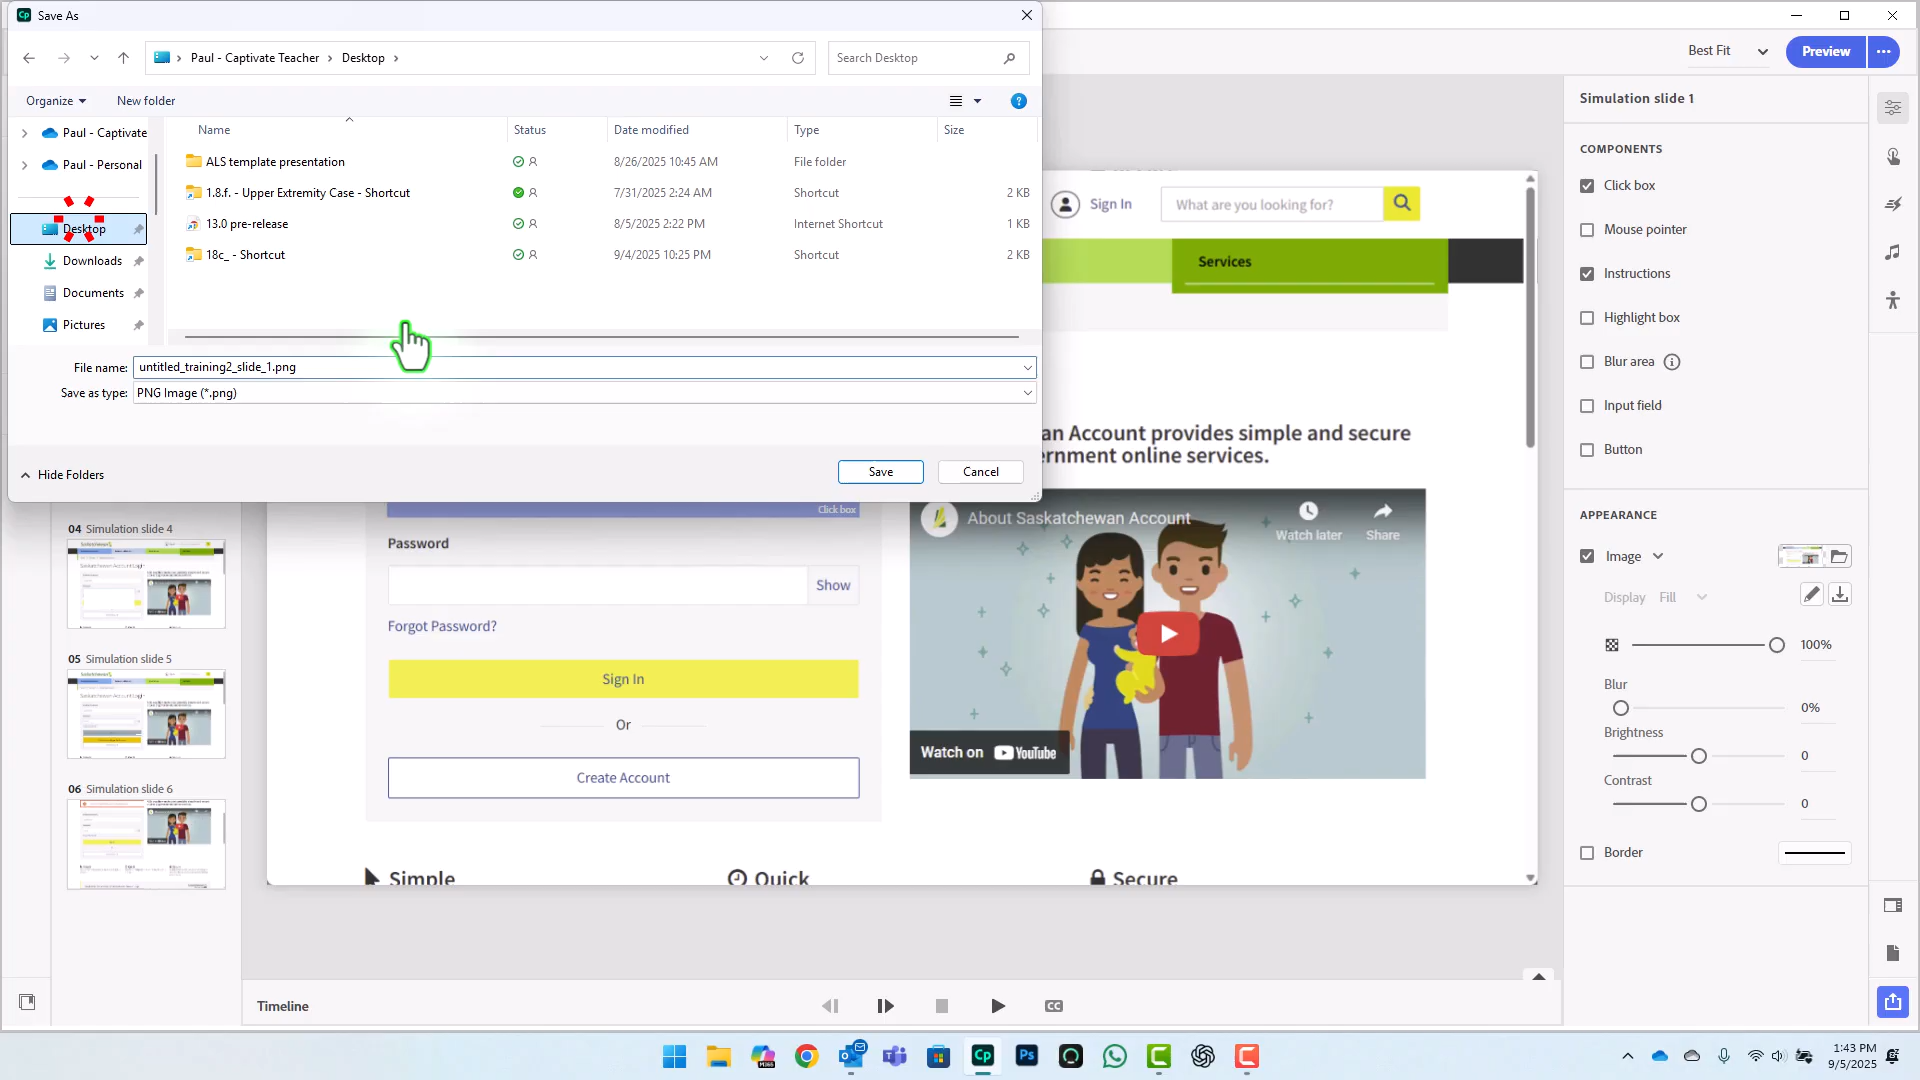 Save As
Paul - Captivate Teacher
Desktop
Search Desktop
Organize
New folder
Paul - Captivate
Paul - Personal
Desktop
Downloads
Documents
Pictures
Name
Status
Date modified
Type
Size
ALS template presentation
8/26/2025 10:45 AM
File folder
1.8.f. - Upper Extremity Case - Shortcut
7/31/2025 2:24 AM
Shortcut
2 KB
13.0 pre-release
8/5/2025 2:22 PM
Internet Shortcut
1 KB
18c_ - Shortcut
9/4/2025 10:25 PM
Shortcut
2 KB
File name:
untitled_training2_slide_1.png
Save as type:
PNG Image (*.png)
Hide Folders
Save
Cancel
Best Fit
Preview
Sign In
What are you looking for?
Services
an Account provides simple and secure
ernment online services.
Click box
Password
Show
Forgot Password?
Sign In
Or
Create Account
About Saskatchewan Account
Watch later
Share
Watch on YouTube
Simple
Quick
Secure
04 Simulation slide 4
05 Simulation slide 5
06 Simulation slide 6
Timeline
CC
Simulation slide 1
COMPONENTS
Click box
Mouse pointer
Instructions
Highlight box
Blur area
Input field
Button
APPEARANCE
Image
Display
Fill
100%
Blur
0%
Brightness
0
Contrast
0
Border
Cp
Ps
1:43 PM
9/5/2025